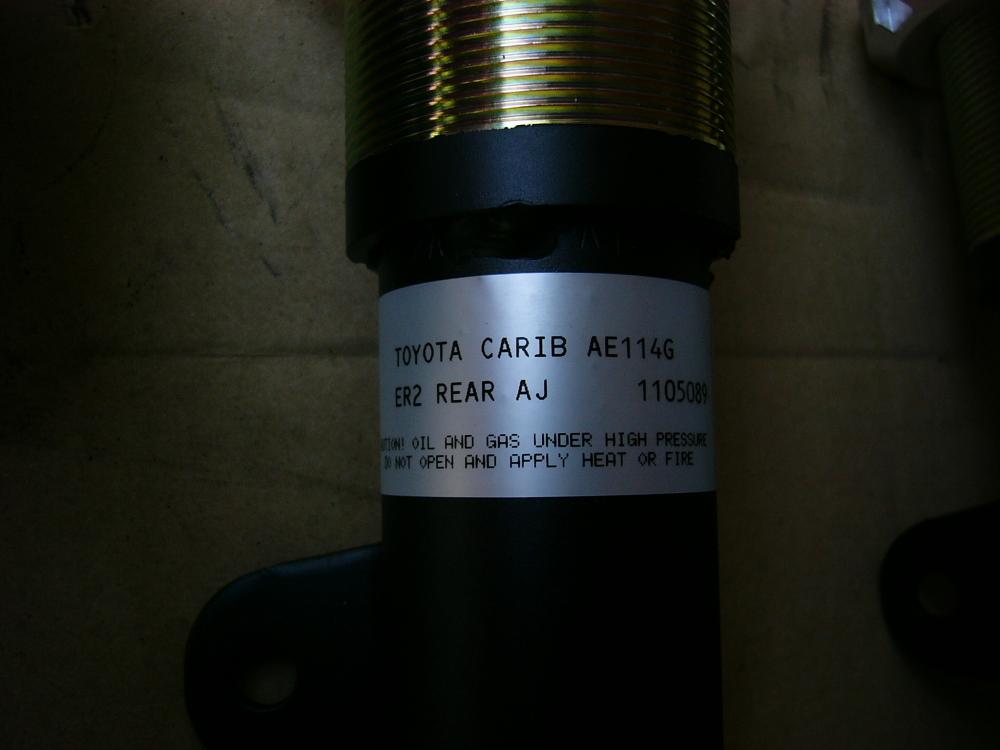 TOYOTA CARIB AE114G
ER2 REAR AJ 1105089
UTION! OIL AND GAS UNDER HIGH PRESSURE
DO NOT OPEN AND APPLY HEAT OR FIRE